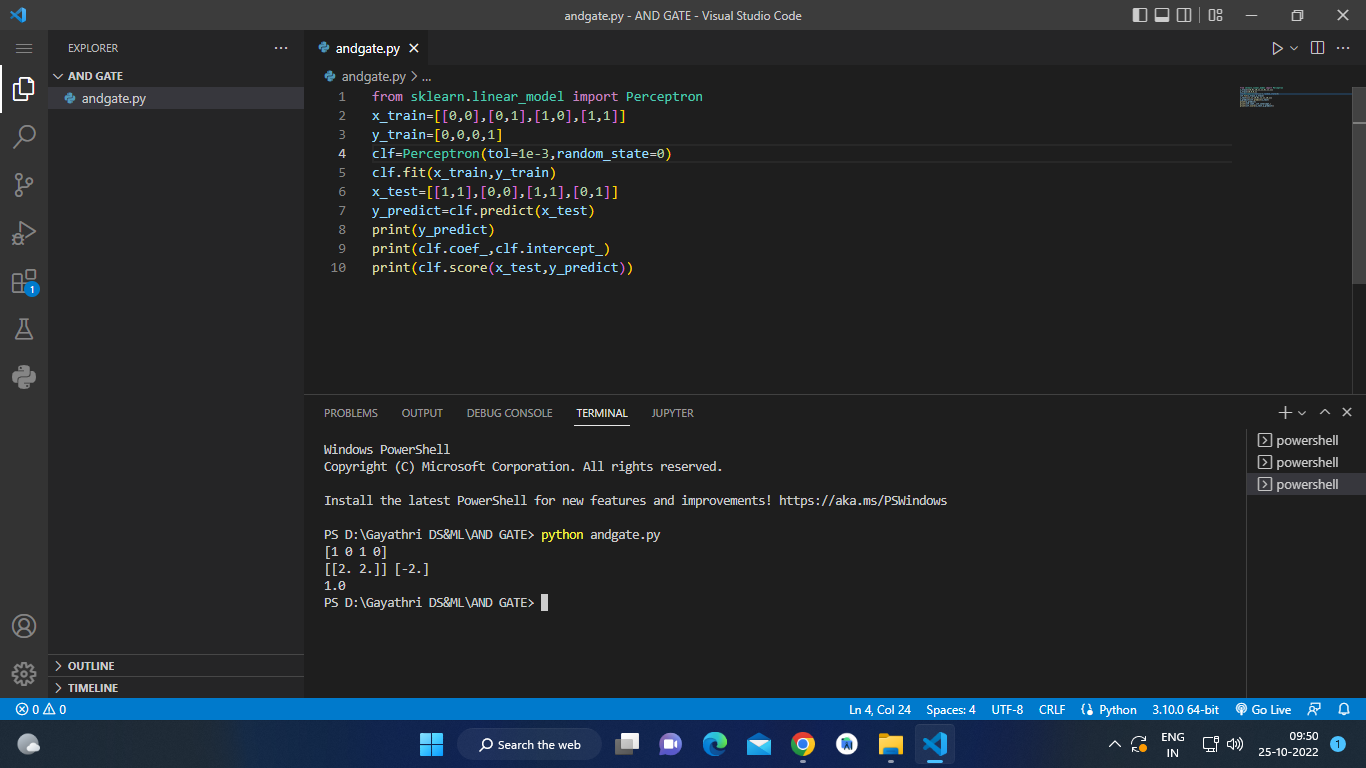 andgate.py - AND GATE - Visual Studio Code
EXPLORER
AND GATE
andgate.py
OUTLINE
TIMELINE
andgate.py
andgate.py > ...
1 from sklearn.linear_model import Perceptron
2 x_train=[[0,0],[0,1],[1,0],[1,1]]
3 y_train=[0,0,0,1]
4 clf=Perceptron(tol=1e-3,random_state=0)
5 clf.fit(x_train,y_train)
6 x_test=[[1,1],[0,0],[1,1],[0,1]]
7 y_predict=clf.predict(x_test)
8 print(y_predict)
9 print(clf.coef_,clf.intercept_)
10 print(clf.score(x_test,y_predict))
1
PROBLEMS OUTPUT DEBUG CONSOLE TERMINAL JUPYTER
Windows PowerShell
Copyright (C) Microsoft Corporation. All rights reserved.
Install the latest PowerShell for new features and improvements! https://aka.ms/PSWindows
PS D:\Gayathri DS&ML\AND GATE> python andgate.py
[1 0 1 0]
[[2. 2.]] [-2.]
1.0
PS D:\Gayathri DS&ML\AND GATE>
powershell
powershell
powershell
0 0 Ln 4, Col 24 Spaces: 4 UTF-8 CRLF Python 3.10.0 64-bit Go Live
Search the web
ENG
IN
09:50
25-10-2022
1